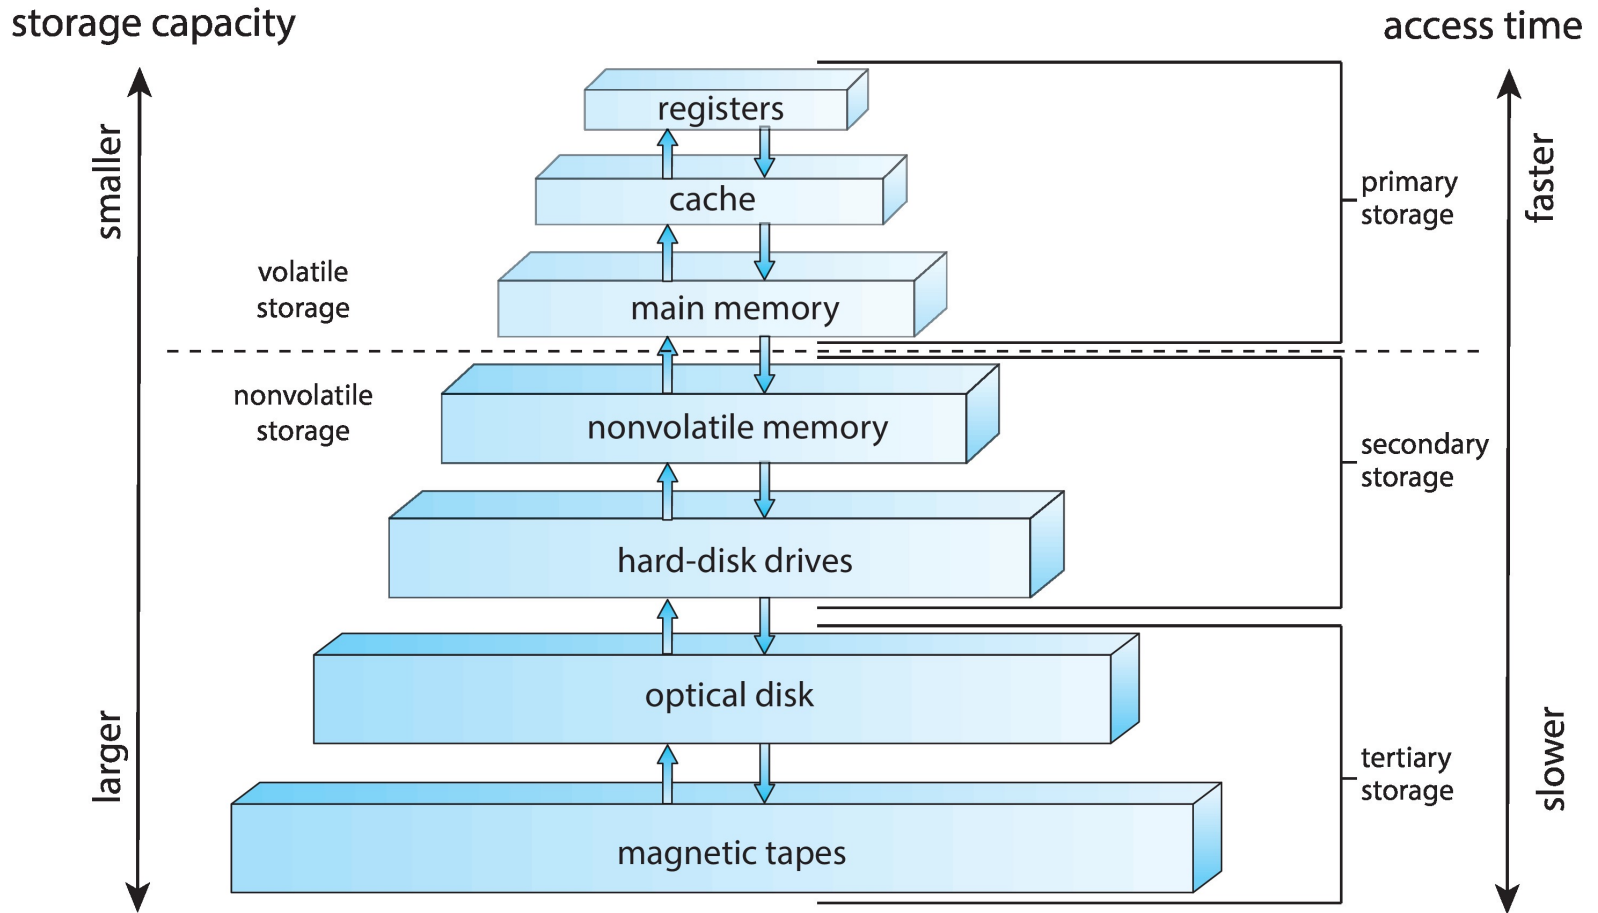 storage capacity
access time
smaller
larger
registers
cache
main memory
nonvolatile memory
hard-disk drives
optical disk
magnetic tapes
volatile
storage
nonvolatile
storage
primary
storage
secondary
storage
tertiary
storage
faster
slower